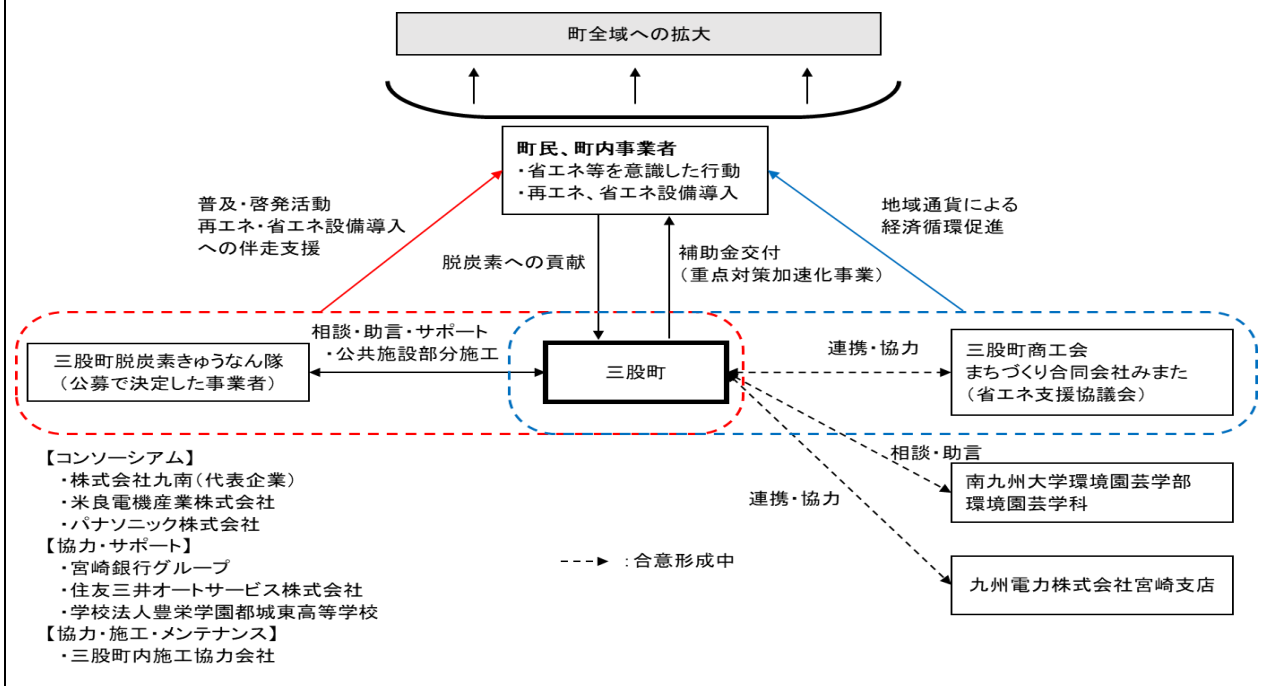 町全域への拡大
町民、町内事業者
・省エネ等を意識した行動
・再エネ、省エネ設備導入
普及・啓発活動
再エネ・省エネ設備導入
への伴走支援
地域通貨による
経済循環促進
脱炭素への貢献
補助金交付
（重点対策加速化事業）
相談・助言・サポート
・公共施設部分施工
連携・協力
三股町脱炭素きゅうなん隊
（公募で決定した事業者）
三股町
三股町商工会
まちづくり合同会社みまた
（省エネ支援協議会）
相談・助言
南九州大学環境園芸学部
環境園芸学科
連携・協力
九州電力株式会社宮崎支店
【コンソーシアム】
・株式会社九南（代表企業）
・米良電機産業株式会社
・パナソニック株式会社
【協力・サポート】
・宮崎銀行グループ
・住友三井オートサービス株式会社
・学校法人豊栄学園都城東高等学校
【協力・施工・メンテナンス】
・三股町内施工協力会社
：合意形成中